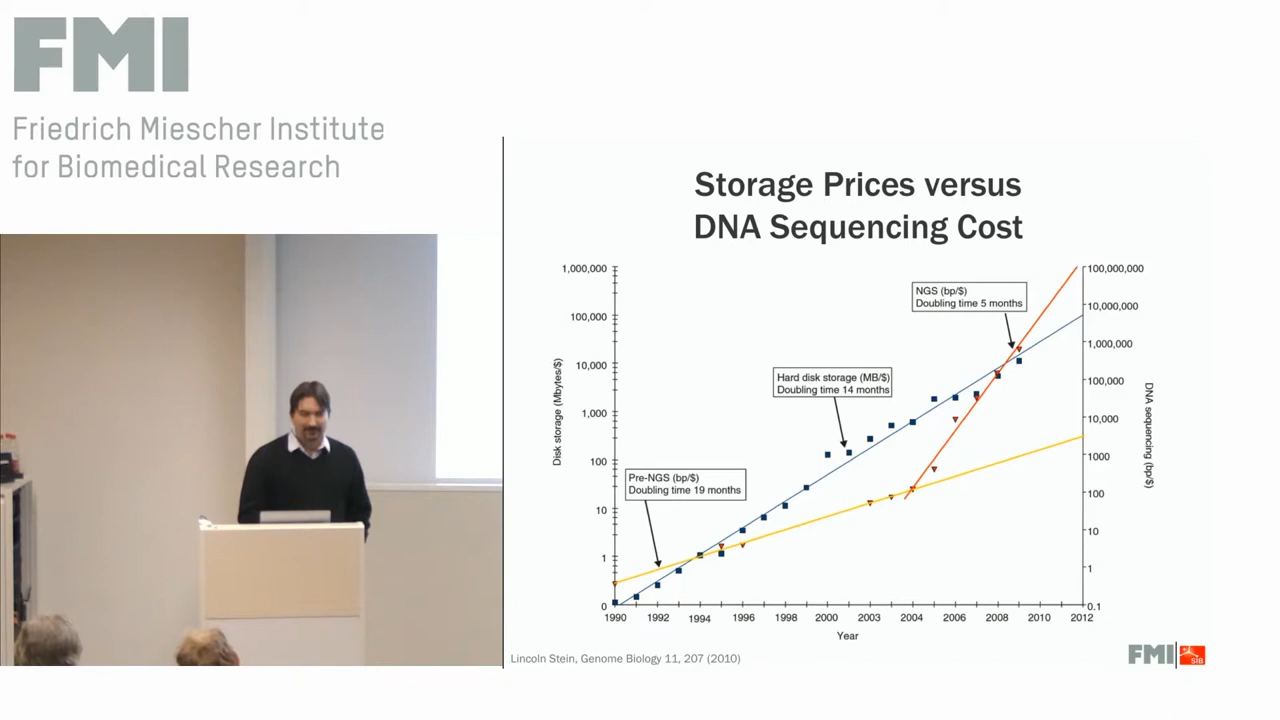 FMI
Friedrich Miescher Institute
for Biomedical Research
Storage Prices versus
DNA Sequencing Cost
1,000,000
100,000
10,000
1,000
100
10
1
0
Disk storage (Mbytes/$)
NGS (bp/$)
Doubling time 5 months
Hard disk storage (MB/$)
Doubling time 14 months
Pre-NGS (bp/$)
Doubling time 19 months
100,000,000
10,000,000
1,000,000
100,000
10,000
1000
100
10
1
0.1
DNA sequencing (bp/$)
1990 1992 1994 1996 1998 2000 2003 2004 2006 2008 2010 2012
Year
Lincoln Stein, Genome Biology 11, 207 (2010)
FMI
SIB